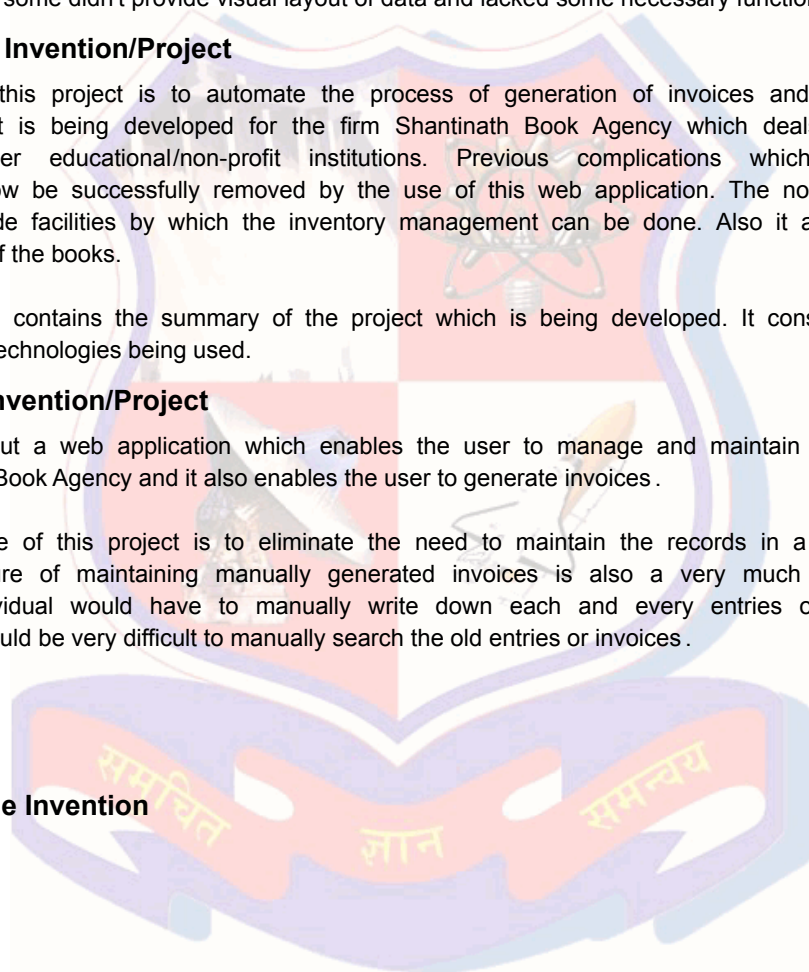 some didn't provide visual layout of data and lacked some necessary function
Invention/Project
this project is to automate the process of generation of invoices and
t is being developed for the firm Shantinath Book Agency which deals
er educational/non-profit institutions. Previous complications which
ow be successfully removed by the use of this web application. The no
de facilities by which the inventory management can be done. Also it a
f the books.
contains the summary of the project which is being developed. It cons
echnologies being used.
nvention/Project
ut a web application which enables the user to manage and maintain
Book Agency and it also enables the user to generate invoices.
e of this project is to eliminate the need to maintain the records in a
ure of maintaining manually generated invoices is also a very much
vidual would have to manually write down each and every entries o
uld be very difficult to manually search the old entries or invoices.
e Invention
समुचित ज्ञान समन्वय